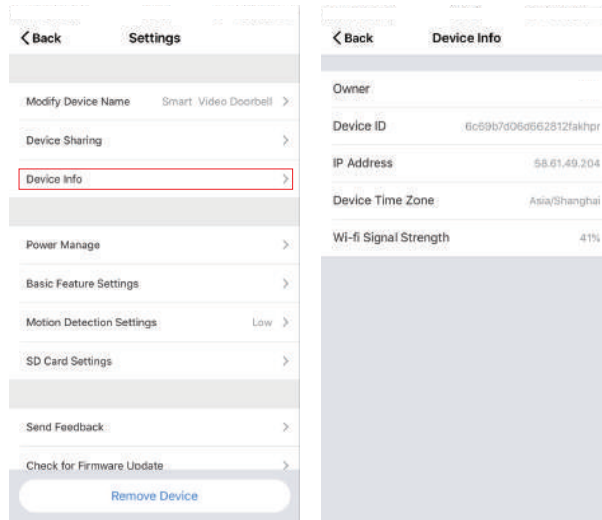 Back Settings
Modify Device Name Smart Video Doorbell
Device Sharing
Device Info
Power Manage
Basic Feature Settings
Motion Detection Settings Low
SD Card Settings
Send Feedback
Check for Firmware Update
Remove Device
Back Device Info
Owner
Device ID 6c69b7d06d662812fakhpr
IP Address 58.61.49.204
Device Time Zone Asia/Shanghai
Wi-fi Signal Strength 41%